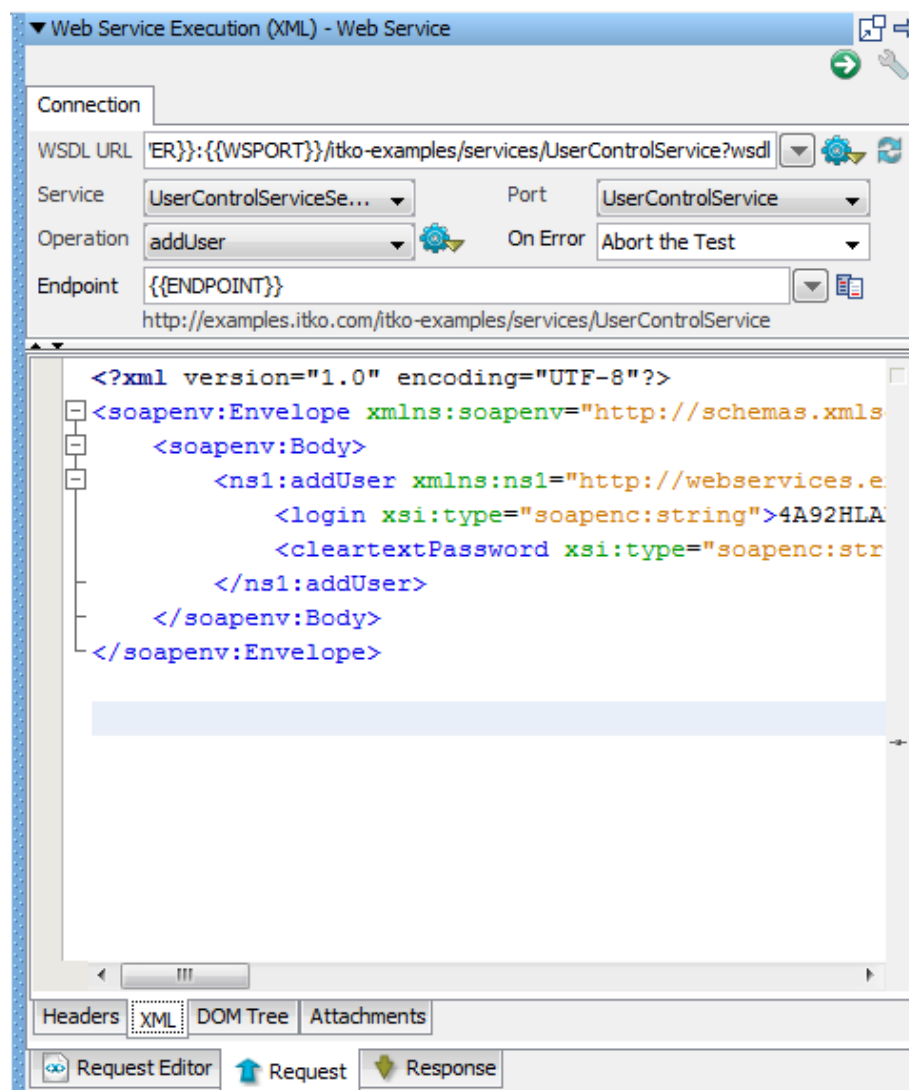 Web Service Execution (XML) - Web Service
Connection
WSDL URL 'ER}}:{{WSPORT}}/itko-examples/services/UserControlService?wsdl
Service UserControlServiceSe... Port UserControlService
Operation addUser On Error Abort the Test
Endpoint {{ENDPOINT}}
http://examples.itko.com/itko-examples/services/UserControlService
<?xml version="1.0" encoding="UTF-8"?>
<soapenv:Envelope xmlns:soapenv="http://schemas.xmls
<soapenv:Body>
<ns1:addUser xmlns:ns1="http://webservices.e
<login xsi:type="soapenc:string">4A92HLA
<cleartextPassword xsi:type="soapenc:str
</ns1:addUser>
</soapenv:Body>
</soapenv:Envelope>
Headers XML DOM Tree Attachments
Request Editor Request Response